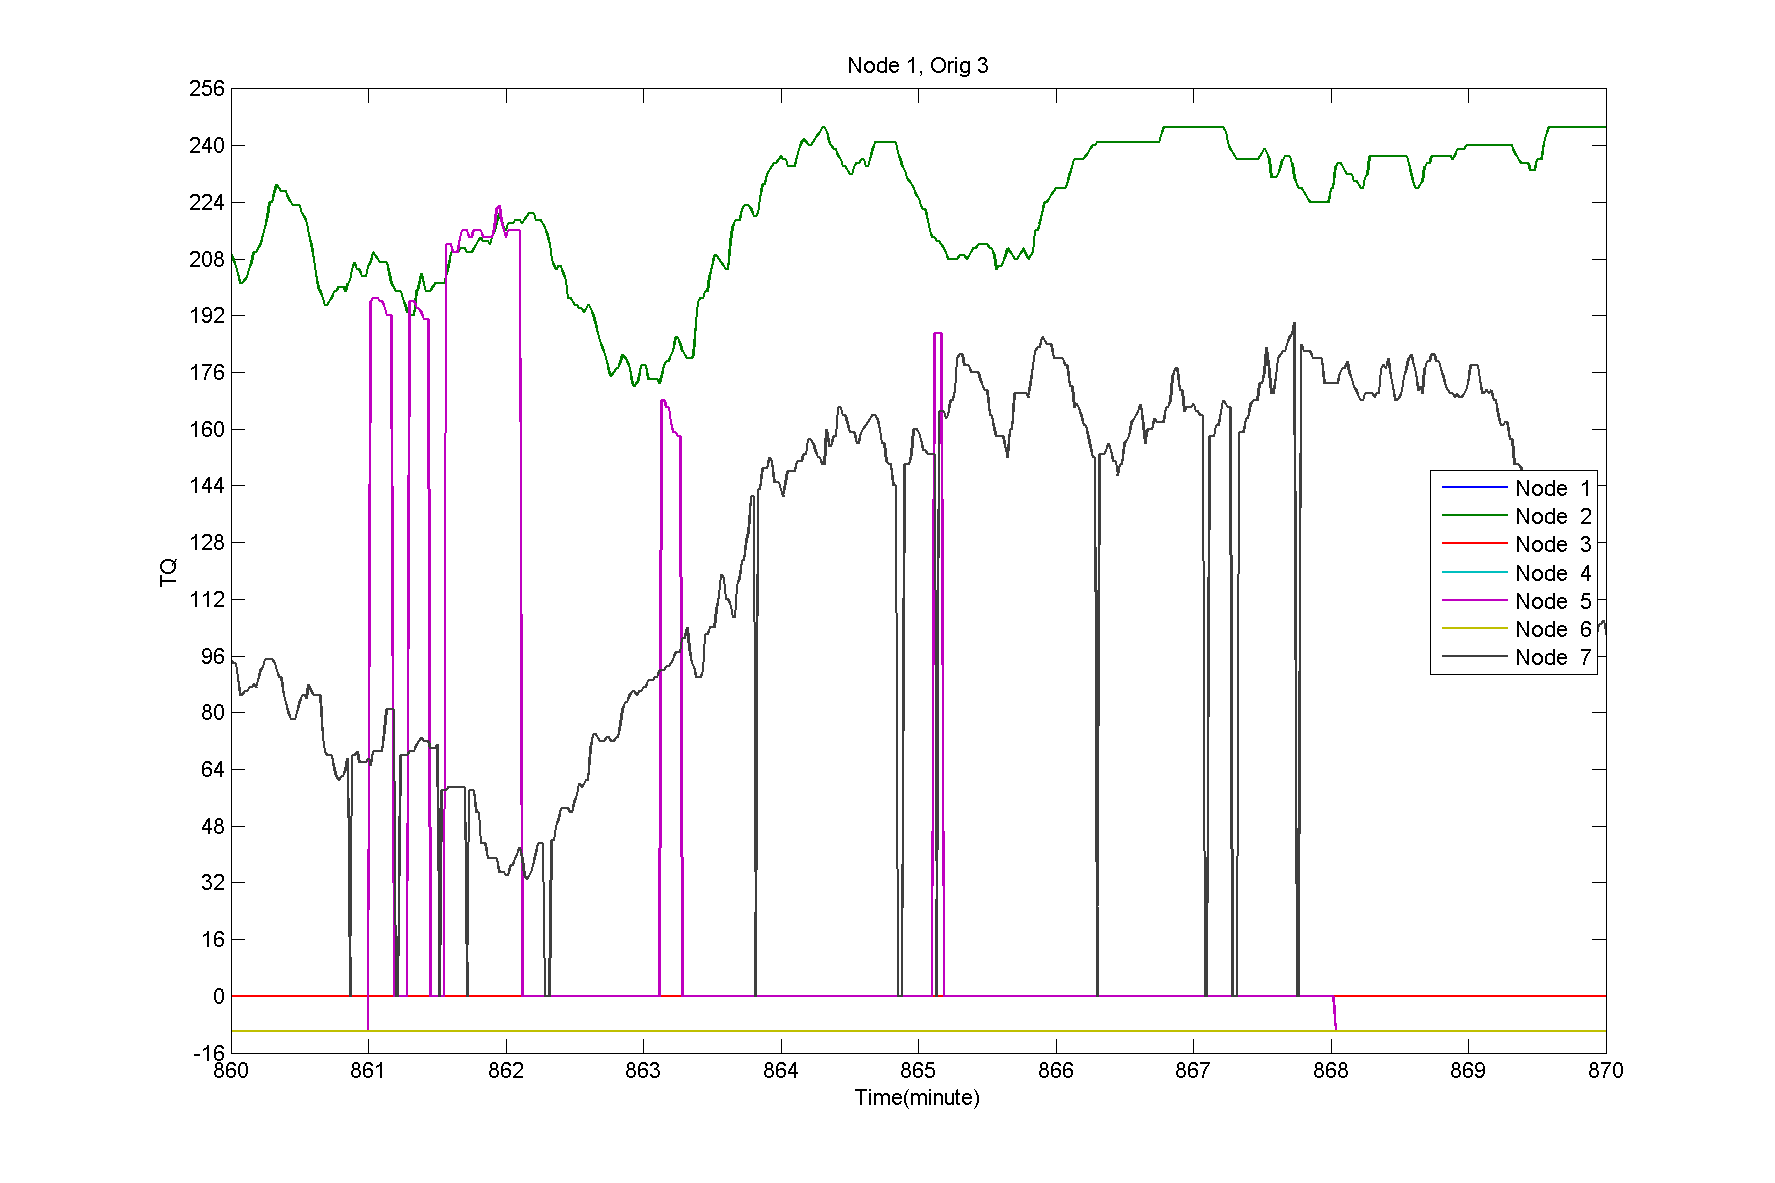 Node 1, Orig 3
256
240
224
208
192
176
160
144
128
112
96
80
64
48
32
16
0
-16
TQ
Node 1
Node 2
Node 3
Node 4
Node 5
Node 6
Node 7
860 861 862 863 864 865 866 867 868 869 870
Time(minute)